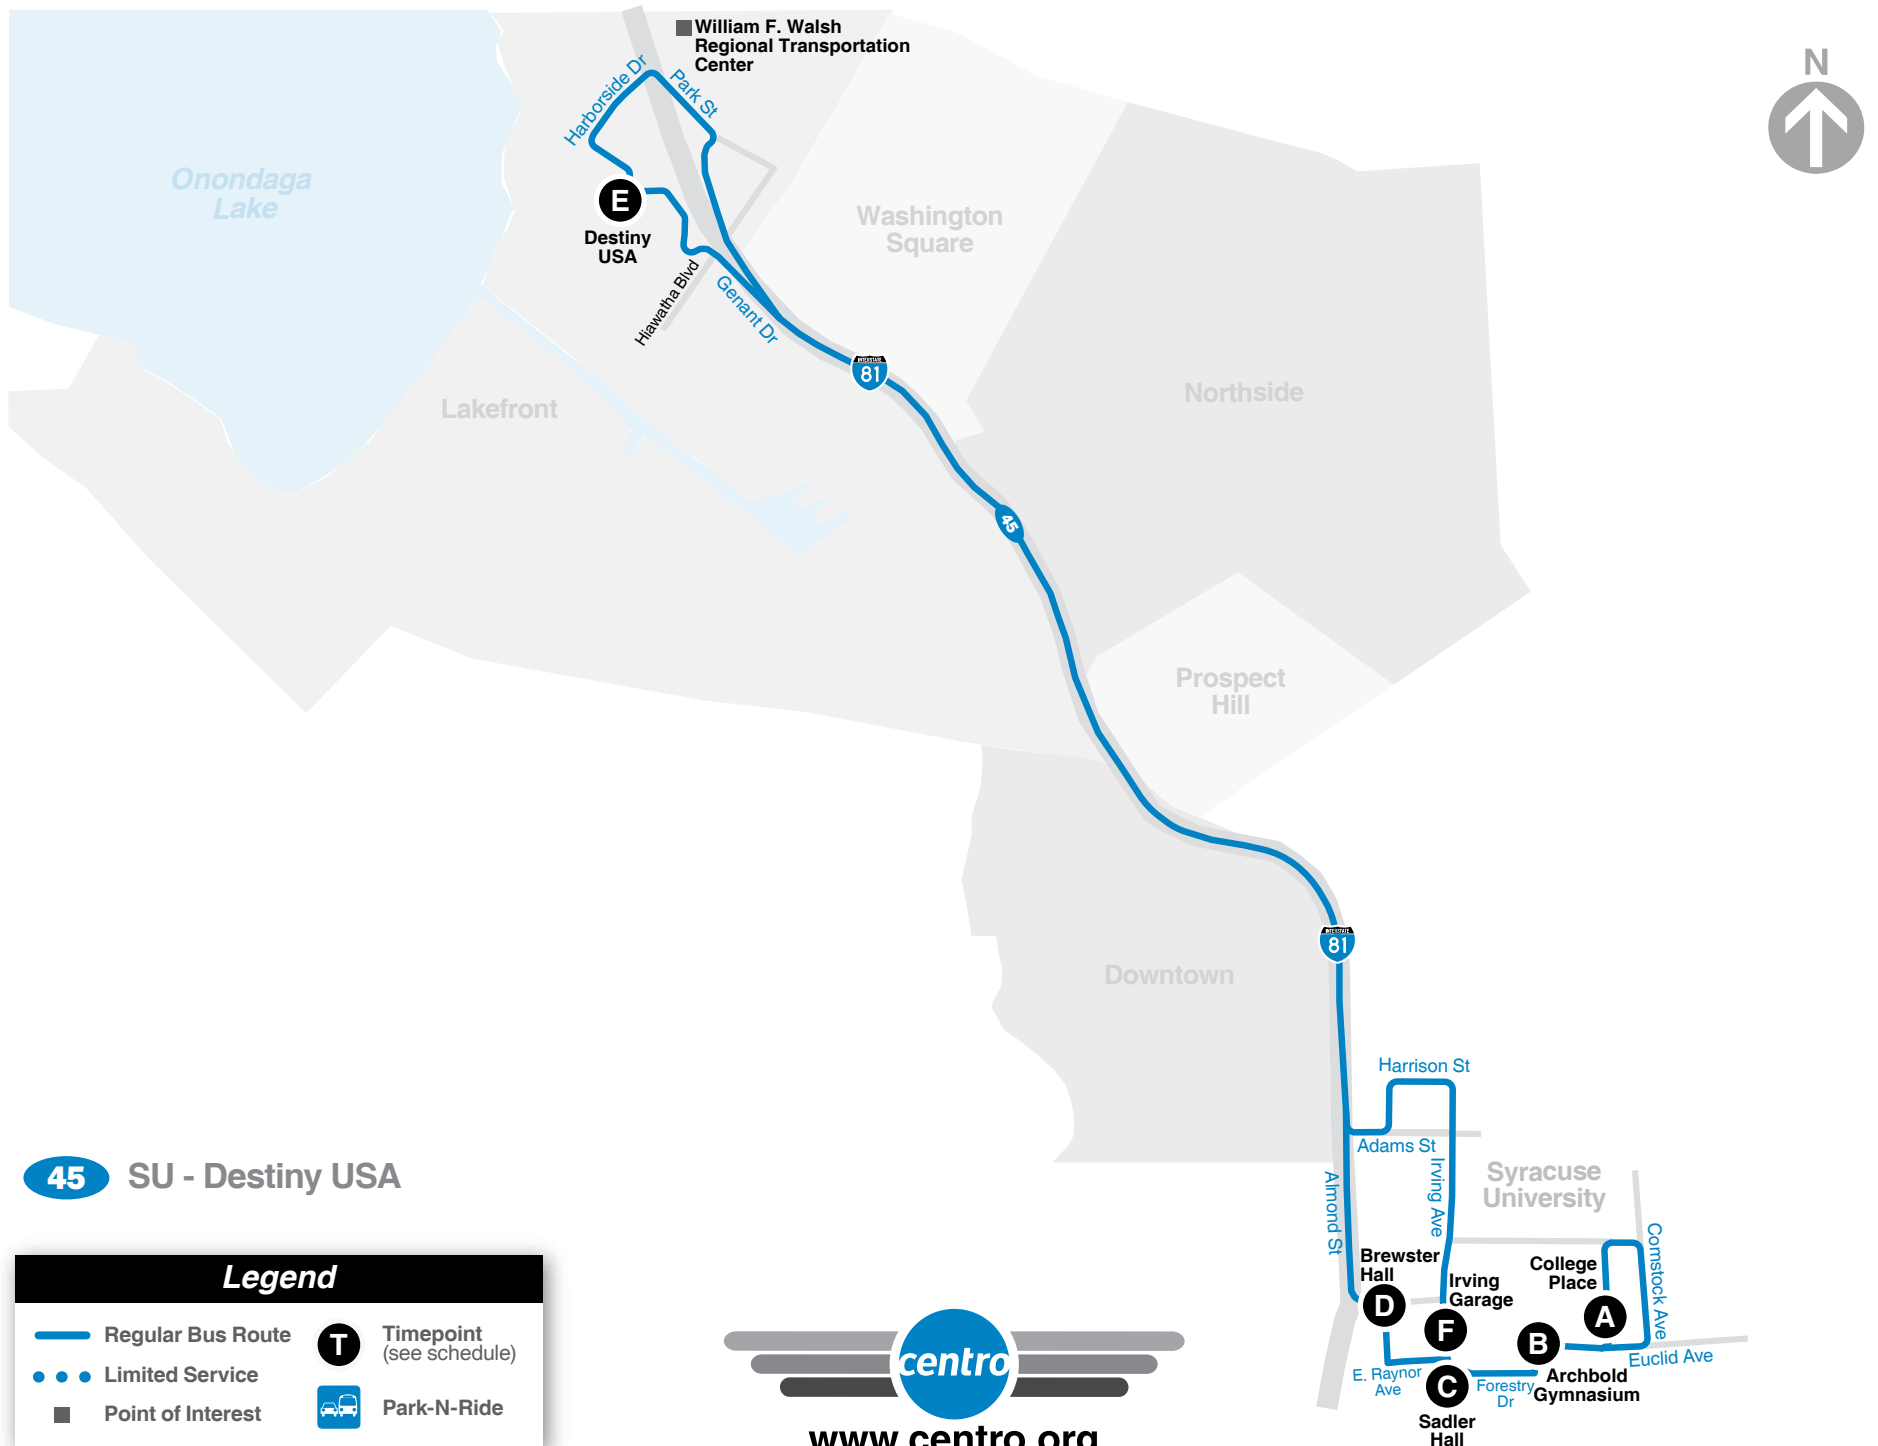 William F. Walsh
Regional Transportation
Center
N
Harborside Dr
Park St
Onondaga
Lake
E
Destiny
USA
Washington
Square
Hiawatha Blvd
Genant Dr
INTERSTATE
81
Lakefront
Northside
45
Prospect
Hill
INTERSTATE
81
Downtown
Harrison St
Adams St
Irving Ave
Almond St
Syracuse
University
Comstock Ave
45 SU - Destiny USA
Brewster
Hall
D
Irving
Garage
F
College
Place
A
B
Archbold
Gymnasium
Euclid Ave
E. Raynor
Ave
C
Forestry
Dr
Sadler
Hall
Legend
Regular Bus Route
T Timepoint
(see schedule)
Limited Service
Point of Interest
Park-N-Ride
centro
www.centro.org